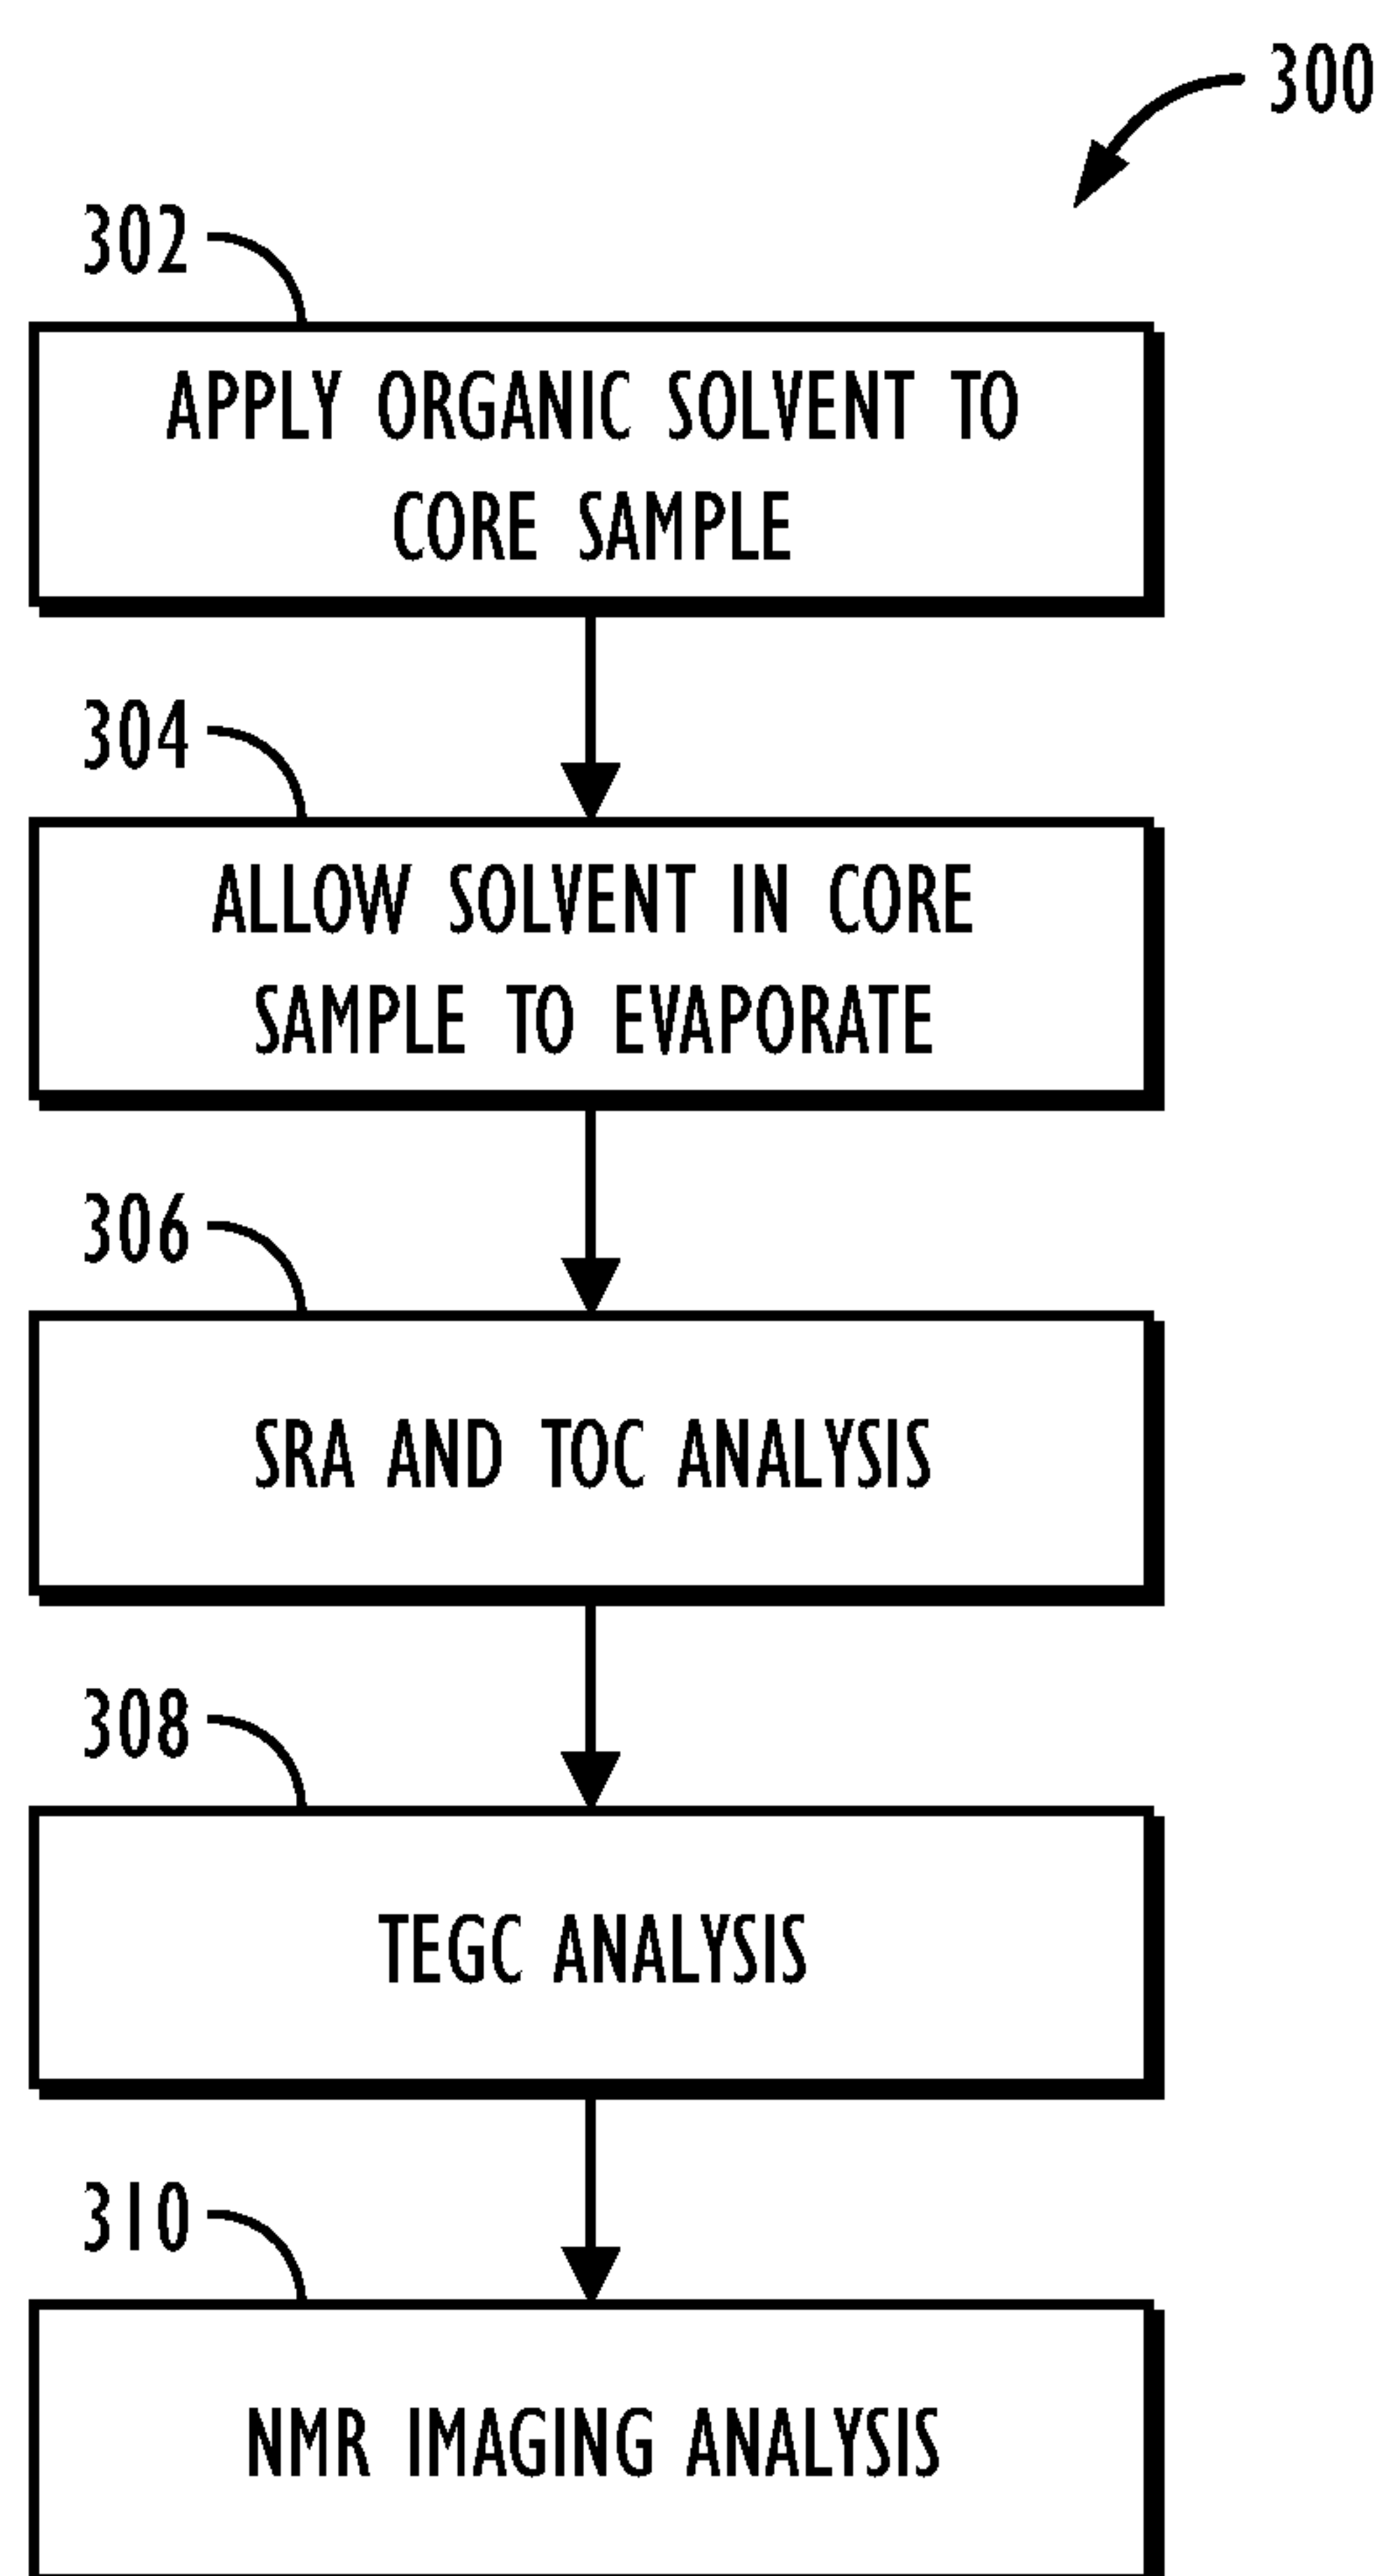 300
302
APPLY ORGANIC SOLVENT TO
CORE SAMPLE
304
ALLOW SOLVENT IN CORE
SAMPLE TO EVAPORATE
306
SRA AND TOC ANALYSIS
308
TEGC ANALYSIS
310
NMR IMAGING ANALYSIS